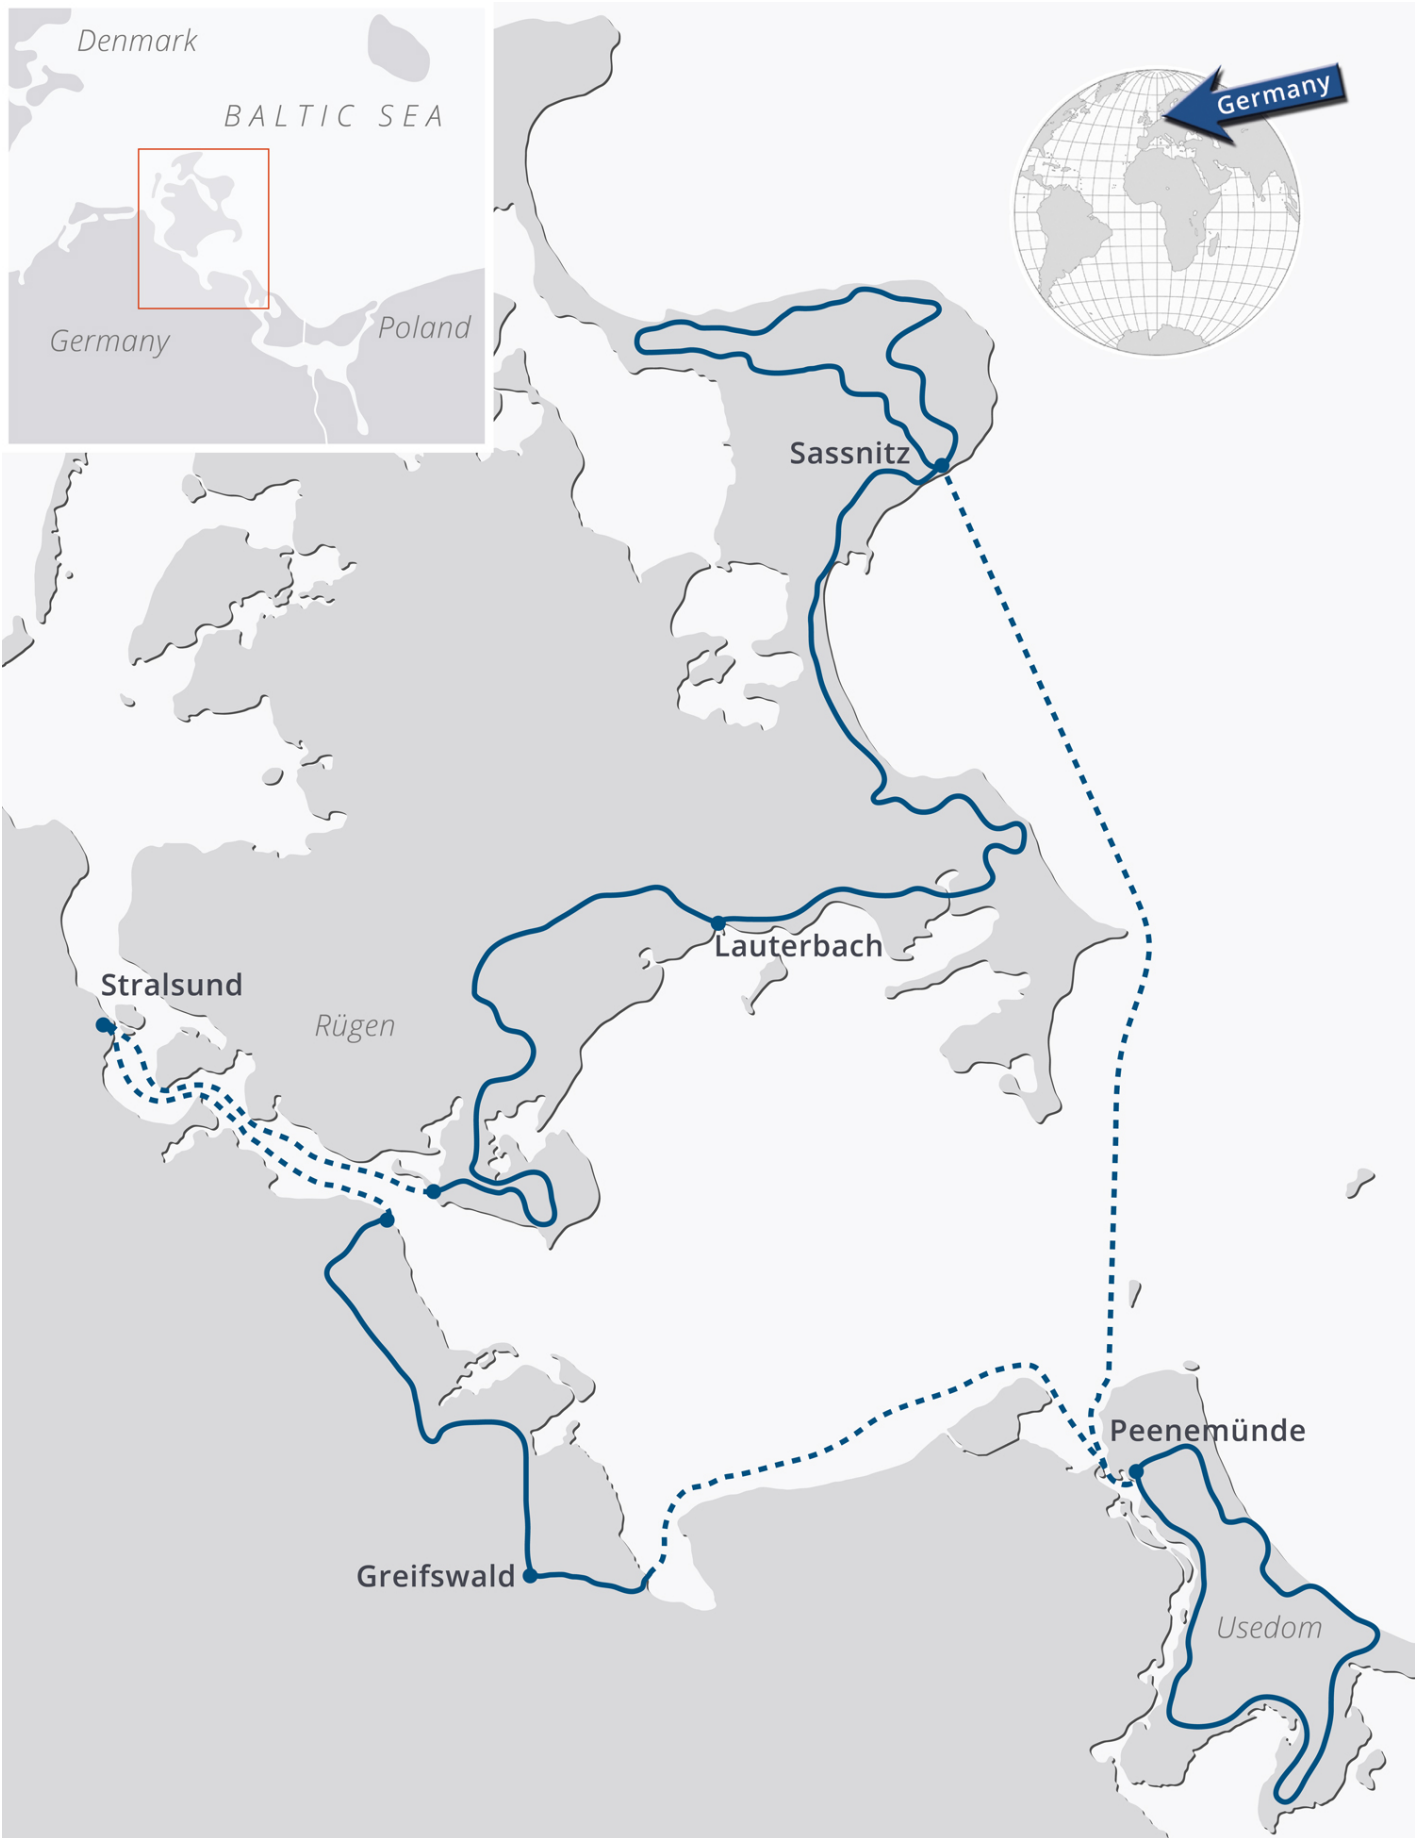 Denmark
BALTIC SEA
Germany
Poland
Germany
Sassnitz
Lauterbach
Stralsund
Rügen
Peenemünde
Greifswald
Usedom